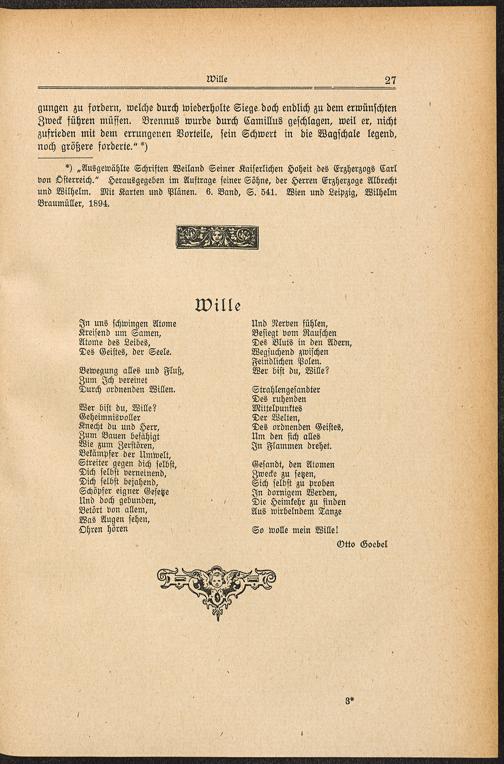 Wille 27
gungen zu fordern, welche durch wiederholte Siege doch endlich zu dem erwünschten
Zweck führen müssen. Brennus wurde durch Camillus geschlagen, weil er, nicht
zufrieden mit dem errungenen Vorteile, sein Schwert in die Wagschale legend,
noch größere forderte." *)
*) „Ausgewählte Schriften Weiland Seiner Kaiserlichen Hoheit des Erzherzogs Carl
von Österreich." Herausgegeben im Auftrage seiner Söhne, der Herren Erzherzoge Albrecht
und Wilhelm. Mit Karten und Plänen. 6. Band, S. 541. Wien und Leipzig, Wilhelm
Braumüller, 1894.
Wille
In uns schwingen Atome
Kreisend um Samen,
Atome des Leibes,
Des Geistes, der Seele.
Bewegung alles und Fluß,
Zum Ich vereinet
Durch ordnenden Willen.
Wer bist du, Wille?
Geheimnisvoller
Knecht du und Herr,
Zum Bauen befähigt
Wie zum Zerstören,
Bekämpfer der Umwelt,
Streiter gegen dich selbst,
Dich selbst verneinend,
Dich selbst bejahend,
Schöpfer eigner Gesetze
Und doch gebunden,
Betört von allem,
Was Augen sehen,
Ohren hören
Und Nerven fühlen,
Besiegt vom Rauschen
Des Bluts in den Adern,
Wegsuchend zwischen
Feindlichen Polen.
Wer bist du, Wille?
Strahlengesandter
Des ruhenden
Mittelpunktes
Der Welten,
Des ordnenden Geistes,
Um den sich alles
In Flammen drehet.
Gesandt, den Atomen
Zwecke zu setzen,
Sich selbst zu proben
In dornigem Werden,
Die Heimkehr zu finden
Aus wirbelndem Tanze
So wolle mein Wille!
Otto Goebel
3*